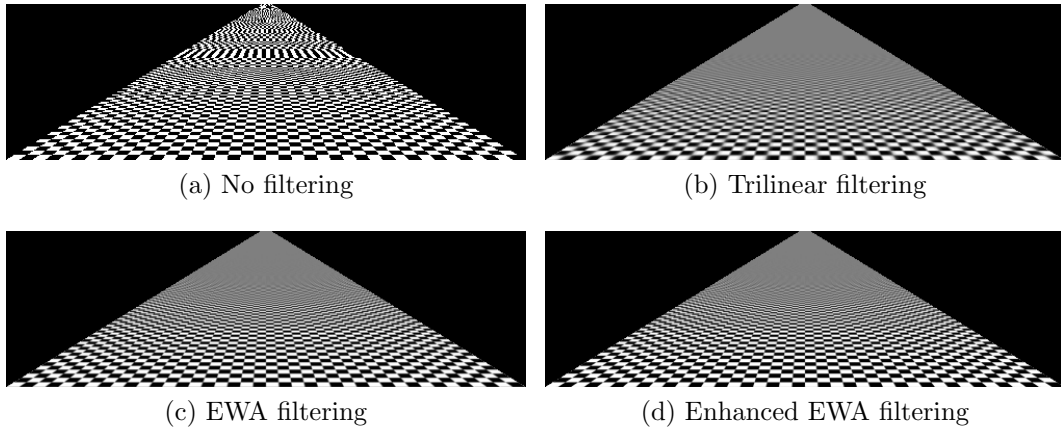 (a) No filtering
(b) Trilinear filtering
(c) EWA filtering
(d) Enhanced EWA filtering